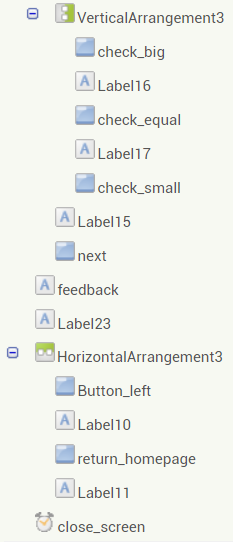 VerticalArrangement3
check_big
Label16
check_equal
Label17
check_small
Label15
next
feedback
Label23
HorizontalArrangement3
Button_left
Label10
return_homepage
Label11
close_screen